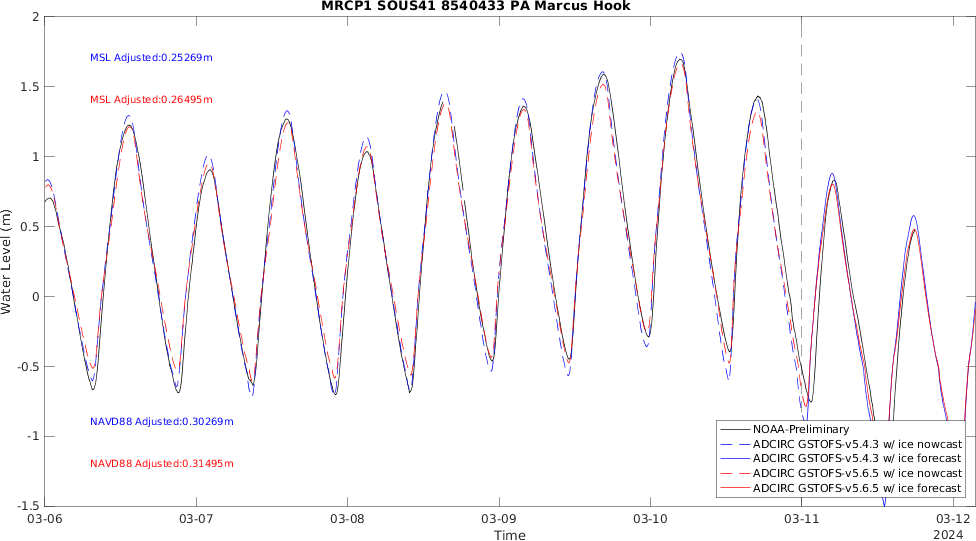 MRCP1 SOUS41 8540433 PA Marcus Hook
2
1.5
1
0.5
0
-0.5
-1
-1.5
Water Level (m)
MSL Adjusted:0.25269m
MSL Adjusted:0.26495m
NAVD88 Adjusted:0.30269m
NAVD88 Adjusted:0.31495m
NOAA-Preliminary
ADCIRC GSTOFS-v5.4.3 w/ ice nowcast
ADCIRC GSTOFS-v5.4.3 w/ ice forecast
ADCIRC GSTOFS-v5.6.5 w/ ice nowcast
ADCIRC GSTOFS-v5.6.5 w/ ice forecast
03-06 03-07 03-08 03-09 03-10 03-11 03-12
Time
2024